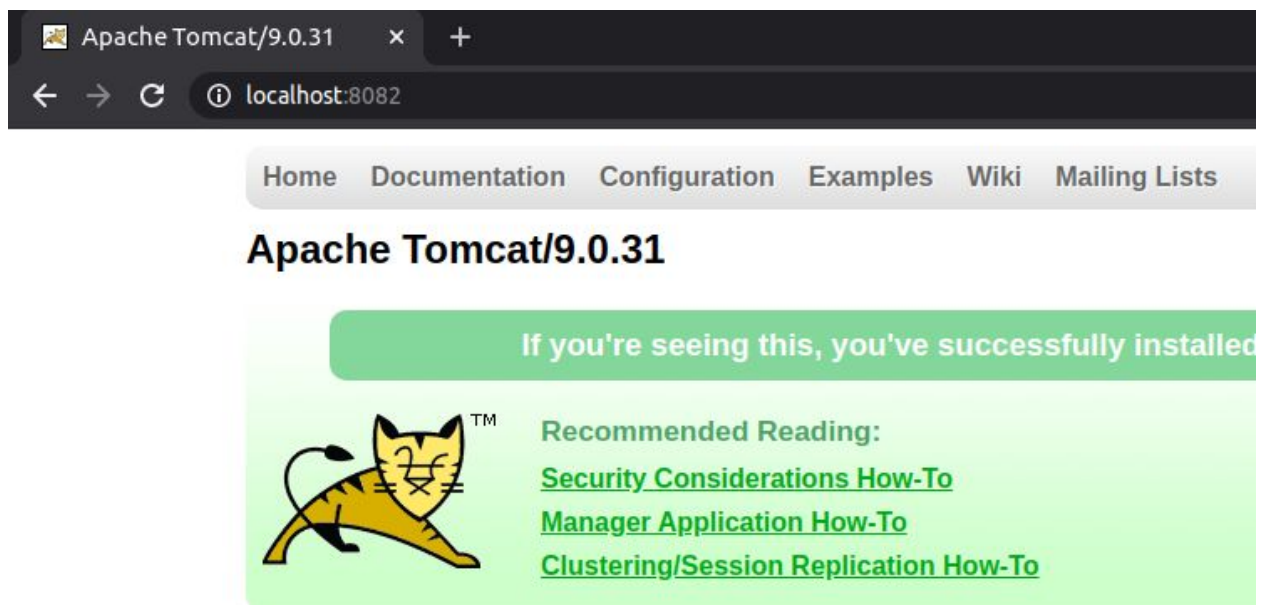 Apache Tomcat/9.0.31
localhost:8082
Home Documentation Configuration Examples Wiki Mailing Lists
Apache Tomcat/9.0.31
If you're seeing this, you've successfully installed
TM
Recommended Reading:
Security Considerations How-To
Manager Application How-To
Clustering/Session Replication How-To